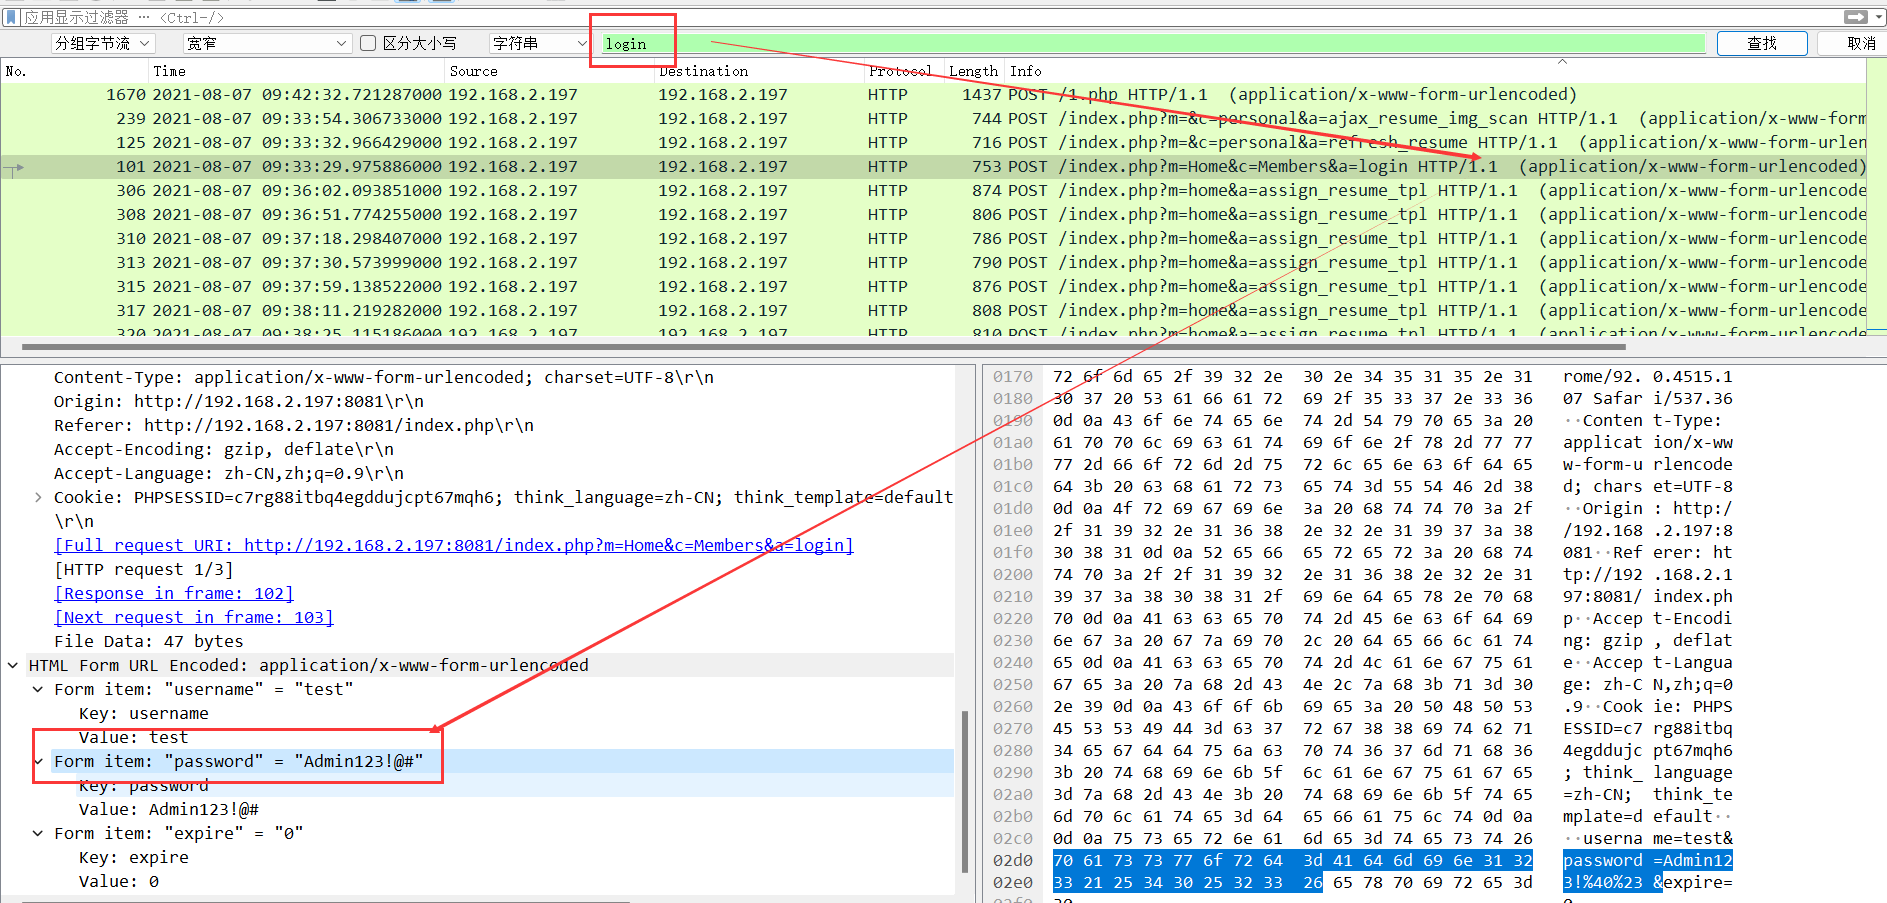 应用显示过滤器 ⋯ <Ctrl-/>
分组字节流 宽窄 区分大小写 字符串 login 查找 取消
No. Time Source Destination Protocol Length Info
1670 2021-08-07 09:42:32.721287000 192.168.2.197 192.168.2.197 HTTP 1437 POST /1.php HTTP/1.1 (application/x-www-form-urlencoded)
239 2021-08-07 09:33:54.306733000 192.168.2.197 192.168.2.197 HTTP 744 POST /index.php?m=&c=personal&a=ajax_resume_img_scan HTTP/1.1 (application/x-www-form
125 2021-08-07 09:33:32.966429000 192.168.2.197 192.168.2.197 HTTP 716 POST /index.php?m=&c=personal&a=refresh_resume HTTP/1.1 (application/x-www-form-urlen
101 2021-08-07 09:33:29.975886000 192.168.2.197 192.168.2.197 HTTP 753 POST /index.php?m=Home&c=Members&a=login HTTP/1.1 (application/x-www-form-urlencoded)
306 2021-08-07 09:36:02.093851000 192.168.2.197 192.168.2.197 HTTP 874 POST /index.php?m=home&a=assign_resume_tpl HTTP/1.1 (application/x-www-form-urlencode
308 2021-08-07 09:36:51.774255000 192.168.2.197 192.168.2.197 HTTP 806 POST /index.php?m=home&a=assign_resume_tpl HTTP/1.1 (application/x-www-form-urlencode
310 2021-08-07 09:37:18.298407000 192.168.2.197 192.168.2.197 HTTP 786 POST /index.php?m=home&a=assign_resume_tpl HTTP/1.1 (application/x-www-form-urlencode
313 2021-08-07 09:37:30.573999000 192.168.2.197 192.168.2.197 HTTP 790 POST /index.php?m=home&a=assign_resume_tpl HTTP/1.1 (application/x-www-form-urlencode
315 2021-08-07 09:37:59.138522000 192.168.2.197 192.168.2.197 HTTP 876 POST /index.php?m=home&a=assign_resume_tpl HTTP/1.1 (application/x-www-form-urlencode
317 2021-08-07 09:38:11.219282000 192.168.2.197 192.168.2.197 HTTP 808 POST /index.php?m=home&a=assign_resume_tpl HTTP/1.1 (application/x-www-form-urlencode
320 2021-08-07 09:38:25.115186000 192.168.2.197 192.168.2.197 HTTP 810 POST /index.php?m=home&a=assign_resume_tpl HTTP/1.1 (application/x-www-form-urlencode
Content-Type: application/x-www-form-urlencoded; charset=UTF-8\r\n
Origin: http://192.168.2.197:8081\r\n
Referer: http://192.168.2.197:8081/index.php\r\n
Accept-Encoding: gzip, deflate\r\n
Accept-Language: zh-CN,zh;q=0.9\r\n
Cookie: PHPSESSID=c7rg88itbq4egddujcpt67mqh6; think_language=zh-CN; think_template=default
\r\n
[Full request URI: http://192.168.2.197:8081/index.php?m=Home&c=Members&a=login]
[HTTP request 1/3]
[Response in frame: 102]
[Next request in frame: 103]
File Data: 47 bytes
HTML Form URL Encoded: application/x-www-form-urlencoded
Form item: "username" = "test"
Key: username
Value: test
Form item: "password" = "Admin123!@#"
Key: password
Value: Admin123!@#
Form item: "expire" = "0"
Key: expire
Value: 0
0170 72 6f 6d 65 2f 39 32 2e 30 2e 34 35 31 35 2e 31 rome/92. 0.4515.1
0180 30 37 20 53 61 66 61 72 69 2f 35 33 37 2e 33 36 07 Safar i/537.36
0190 0d 0a 43 6f 6e 74 65 6e 74 2d 54 79 70 65 3a 20 ··Conten t-Type:
01a0 61 70 70 6c 69 63 61 74 69 6f 6e 2f 78 2d 77 77 applicat ion/x-ww
01b0 77 2d 66 6f 72 6d 2d 75 72 6c 65 6e 63 6f 64 65 w-form-u rlencode
01c0 64 3b 20 63 68 61 72 73 65 74 3d 55 54 46 2d 38 d; chars et=UTF-8
01d0 0d 0a 4f 72 69 67 69 6e 3a 20 68 74 74 70 3a 2f ··Origin : http:/
01e0 2f 31 39 32 2e 31 36 38 2e 32 2e 31 39 37 3a 38 /192.168 .2.197:8
01f0 30 38 31 0d 0a 52 65 66 65 72 65 72 3a 20 68 74 081··Ref erer: ht
0200 74 70 3a 2f 2f 31 39 32 2e 31 36 38 2e 32 2e 31 tp://192 .168.2.1
0210 39 37 3a 38 30 38 31 2f 69 6e 64 65 78 2e 70 68 97:8081/ index.ph
0220 70 0d 0a 41 63 63 65 70 74 2d 45 6e 63 6f 64 69 p··Accep t-Encodi
0230 6e 67 3a 20 67 7a 69 70 2c 20 64 65 66 6c 61 74 ng: gzip , deflat
0240 65 0d 0a 41 63 63 65 70 74 2d 4c 61 6e 67 75 61 e··Accep t-Langua
0250 67 65 3a 20 7a 68 2d 43 4e 2c 7a 68 3b 71 3d 30 ge: zh-C N,zh;q=0
0260 2e 39 0d 0a 43 6f 6f 6b 69 65 3a 20 50 48 50 53 .9··Cook ie: PHPS
0270 45 53 53 49 44 3d 63 37 72 67 38 38 69 74 62 71 ESSID=c7 rg88itbq
0280 34 65 67 64 64 75 6a 63 70 74 36 37 6d 71 68 36 4egddujc pt67mqh6
0290 3b 20 74 68 69 6e 6b 5f 6c 61 6e 67 75 61 67 65 ; think_ language
02a0 3d 7a 68 2d 43 4e 3b 20 74 68 69 6e 6b 5f 74 65 =zh-CN;  think_te
02b0 6d 70 6c 61 74 65 3d 64 65 66 61 75 6c 74 0d 0a mplate=d efault··
02c0 0d 0a 75 73 65 72 6e 61 6d 65 3d 74 65 73 74 26 ··userna me=test&
02d0 70 61 73 73 77 6f 72 64 3d 41 64 6d 69 6e 31 32 password =Admin12
02e0 33 21 25 34 30 25 32 33 26 65 78 70 69 72 65 3d 3!%40%23 &expire=
02f0 30 0